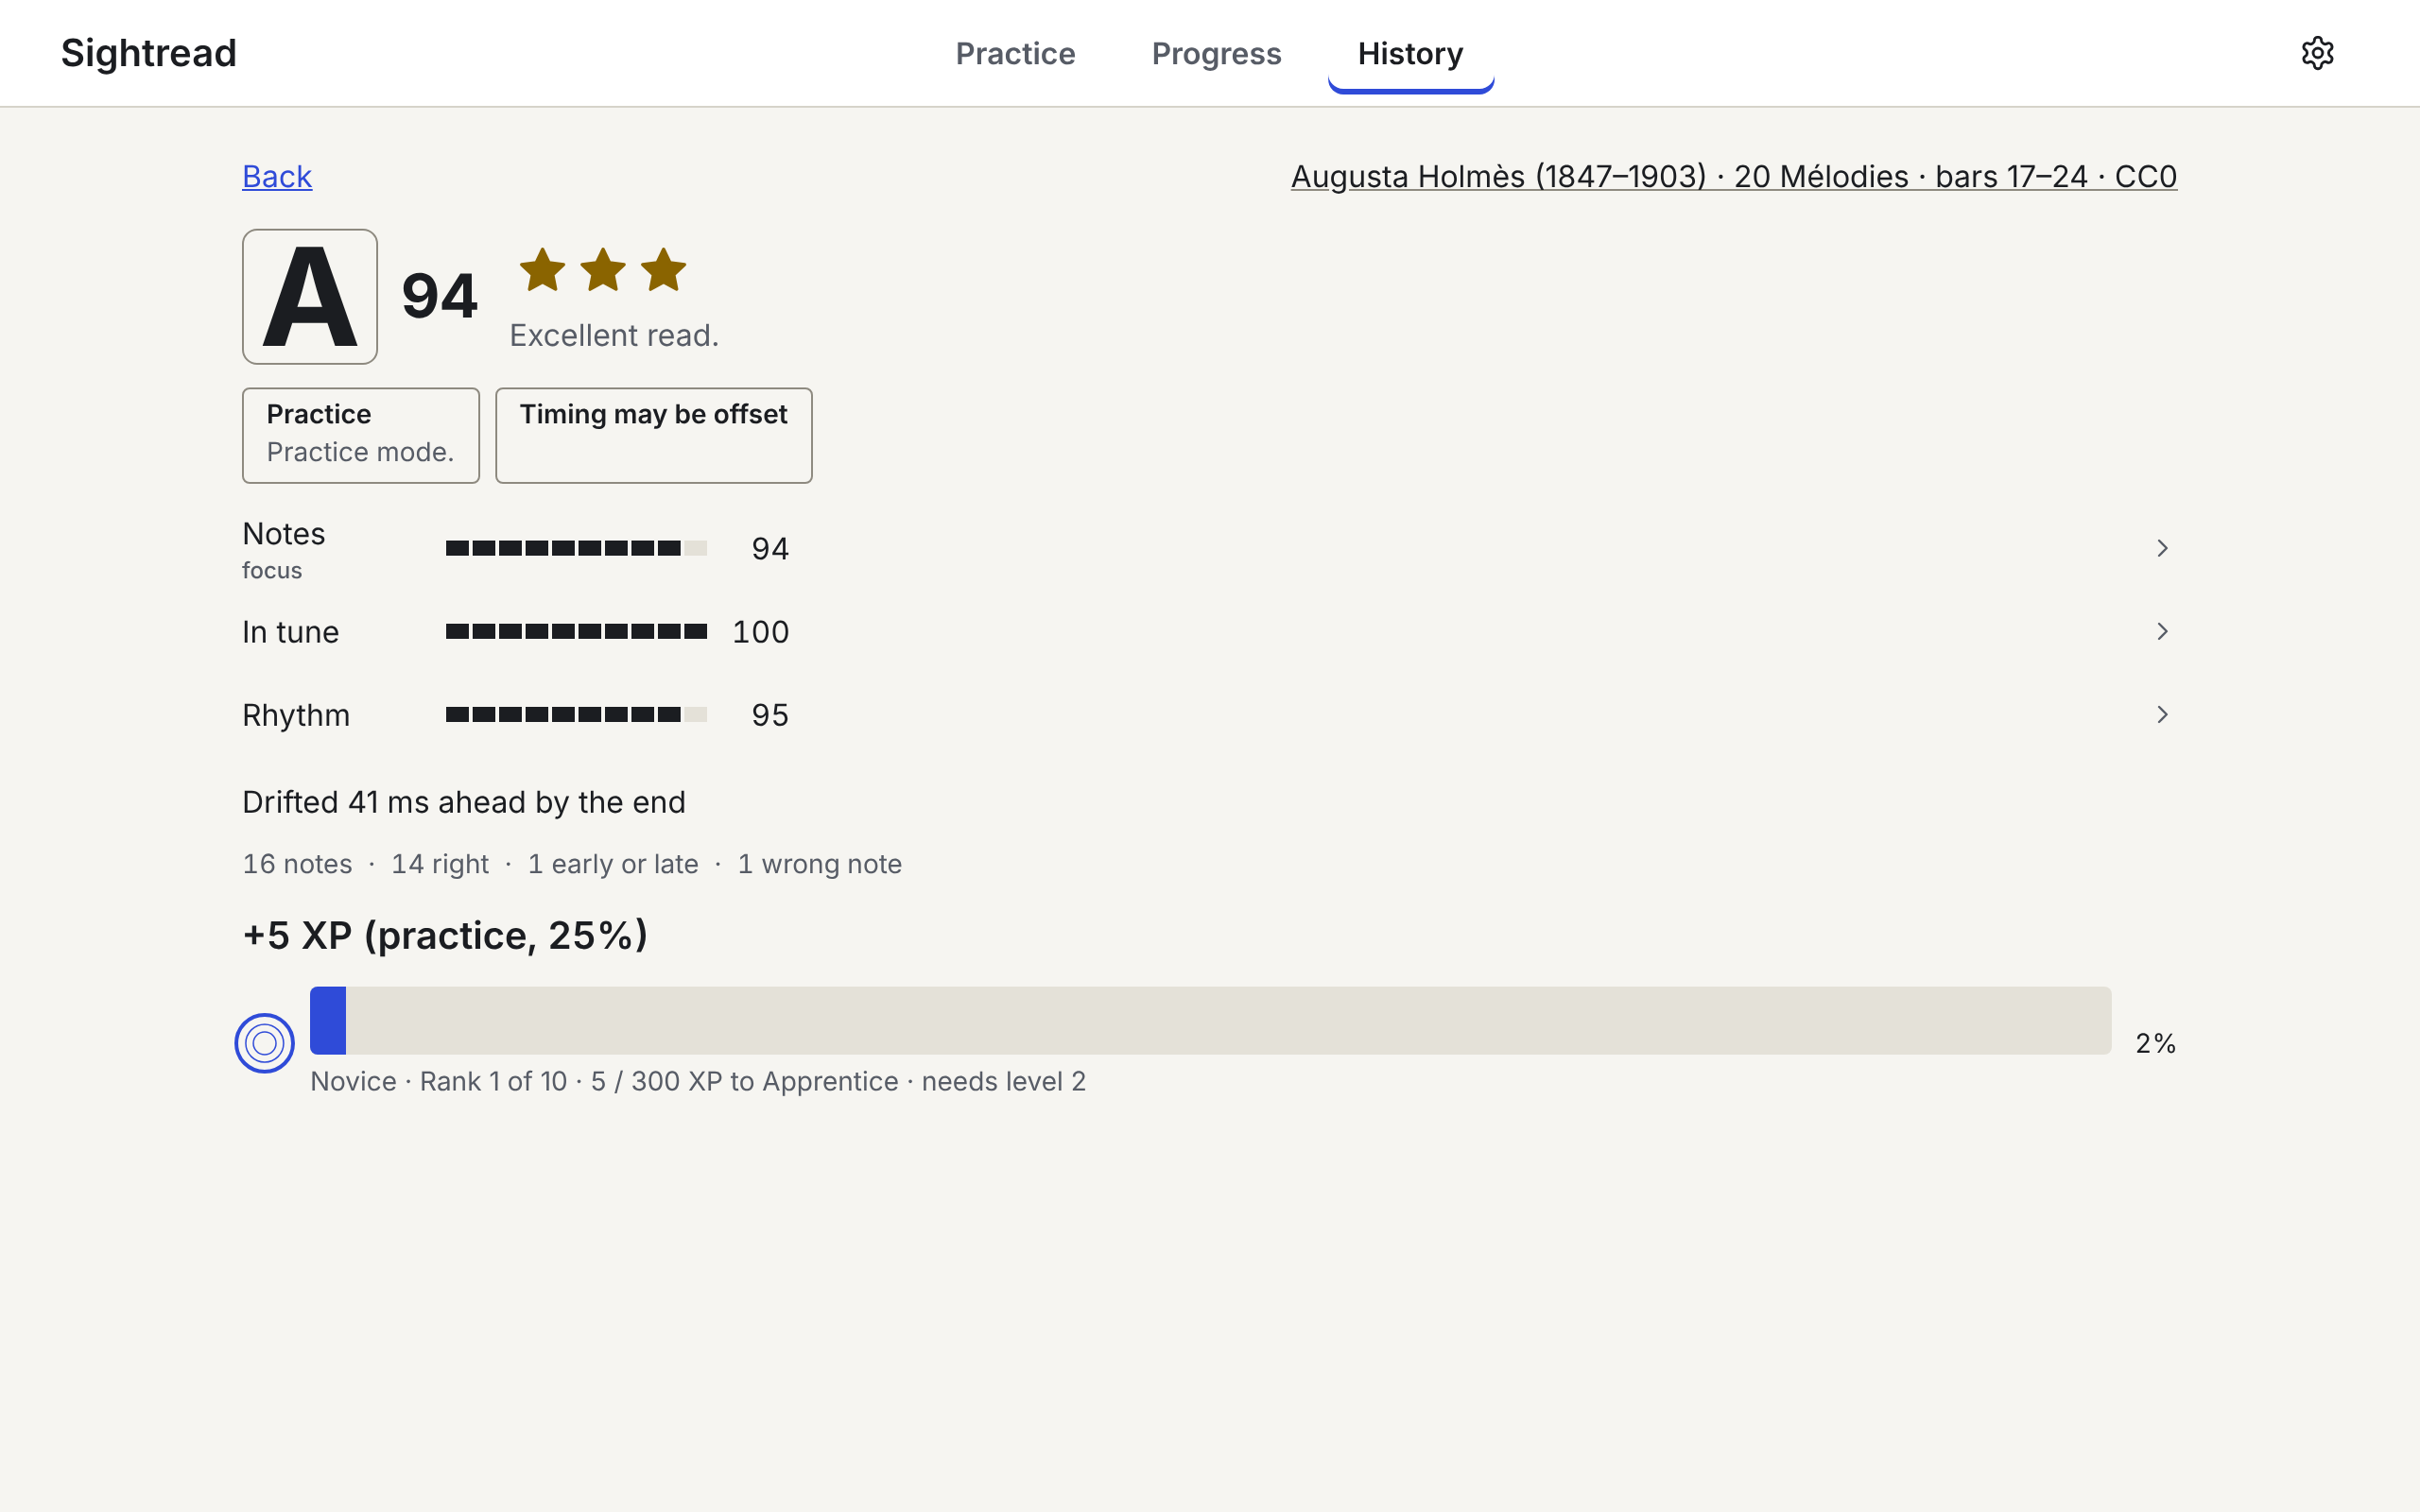 Sightread
Practice
Progress
History
Back
Augusta Holmès (1847–1903) · 20 Mélodies · bars 17–24 · CC0
A
94
Excellent read.
Practice
Practice mode.
Timing may be offset
Notes
focus
94
In tune
100
Rhythm
95
Drifted 41 ms ahead by the end
16 notes · 14 right · 1 early or late · 1 wrong note
+5 XP (practice, 25%)
2%
Novice · Rank 1 of 10 · 5 / 300 XP to Apprentice · needs level 2